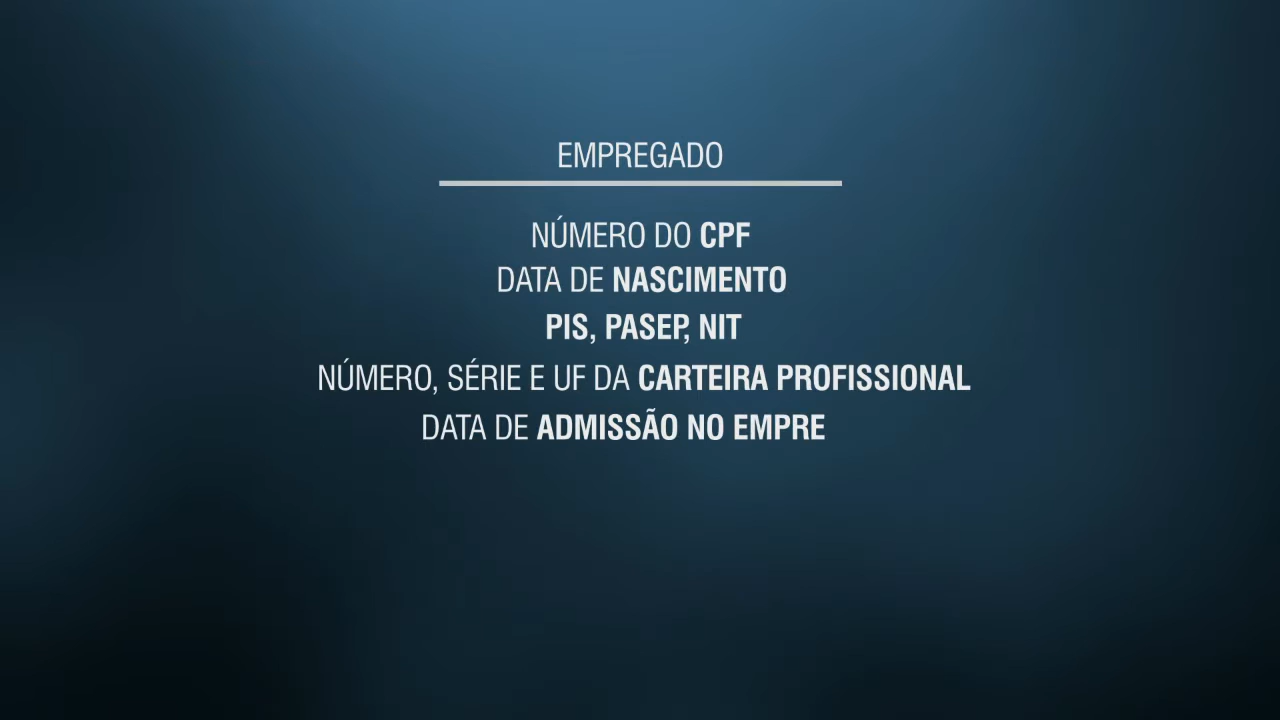 EMPREGADO
NÚMERO DO CPF
DATA DE NASCIMENTO
PIS, PASEP, NIT
NÚMERO, SÉRIE E UF DA CARTEIRA PROFISSIONAL
DATA DE ADMISSÃO NO EMPRE